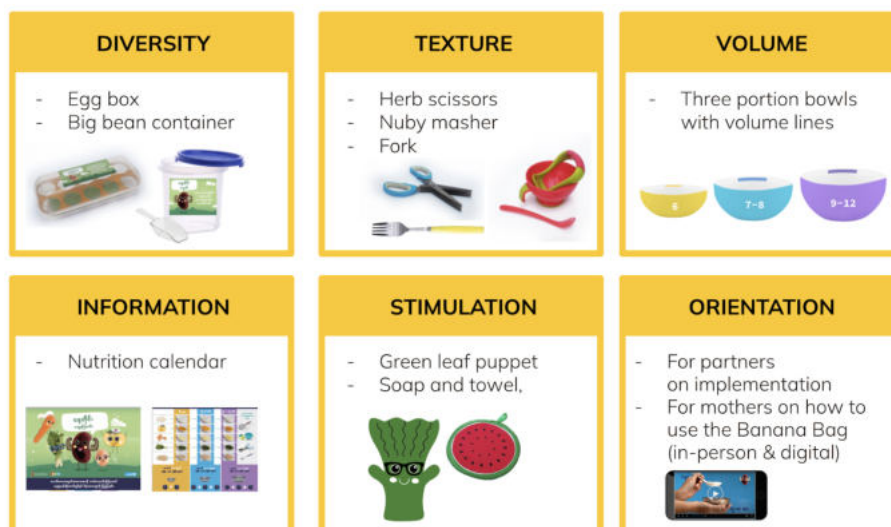 DIVERSITY
- Egg box
- Big bean container
TEXTURE
- Herb scissors
- Nuby masher
- Fork
VOLUME
- Three portion bowls
with volume lines
6
7-8
9-12
INFORMATION
- Nutrition calendar
STIMULATION
- Green leaf puppet
- Soap and towel,
ORIENTATION
- For partners
on implementation
- For mothers on how to
use the Banana Bag
(in-person & digital)